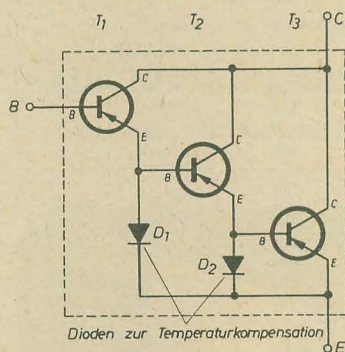 T1 T2 T3 C
C
B B
E
C
B
D1 E
C
D2 B
E
Dioden zur Temperaturkompensation
E